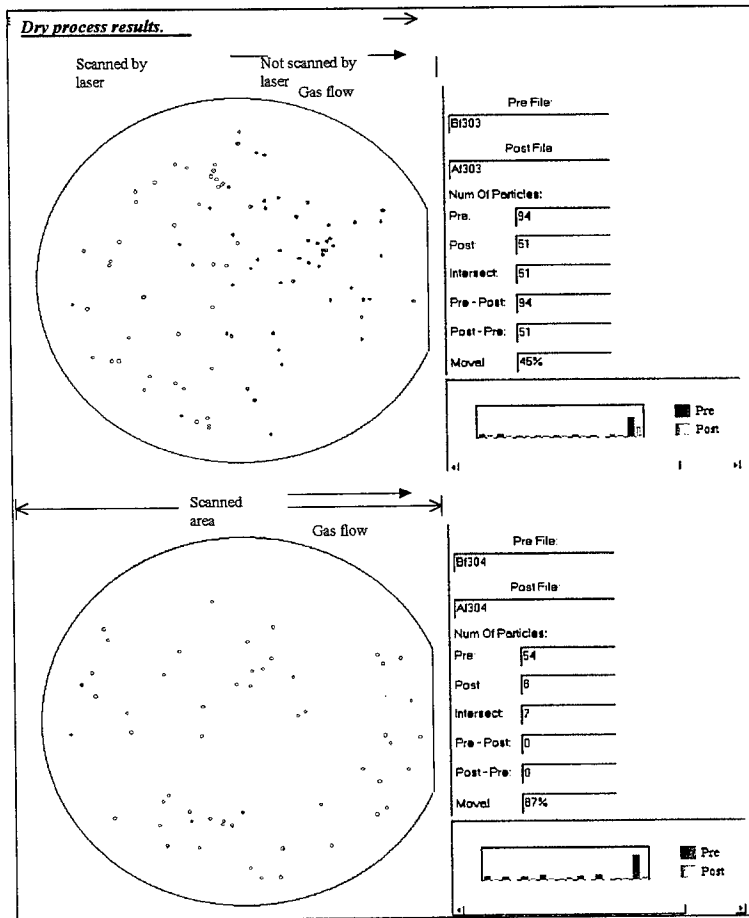 Dry process results.
Scanned by
laser
Not scanned by
laser
Gas flow
Pre File:
Bf303
Post File
Af303
Num Of Particles:
Pre: 94
Post 51
Intersect: 51
Pre - Post: 94
Post - Pre: 51
Moval 45%
Pre
Post
Scanned
area
Gas flow
Pre File:
Bf304
Post File
Af304
Num Of Particles:
Pre: 54
Post 8
Intersect: 7
Pre - Post: 0
Post - Pre: 0
Moval 87%
Pre
Post